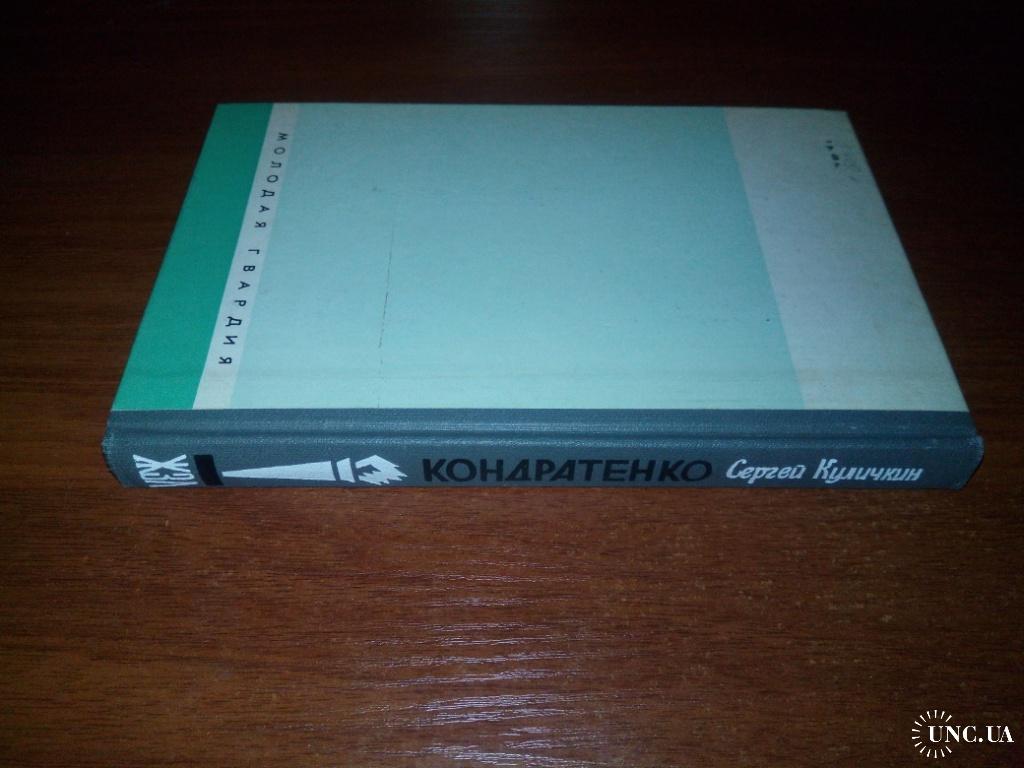 МОЛОДАЯ ГВАРДИЯ
ЖЗЛ
КОНДРАТЕНКО Сергей Куличкин
UNC.UA